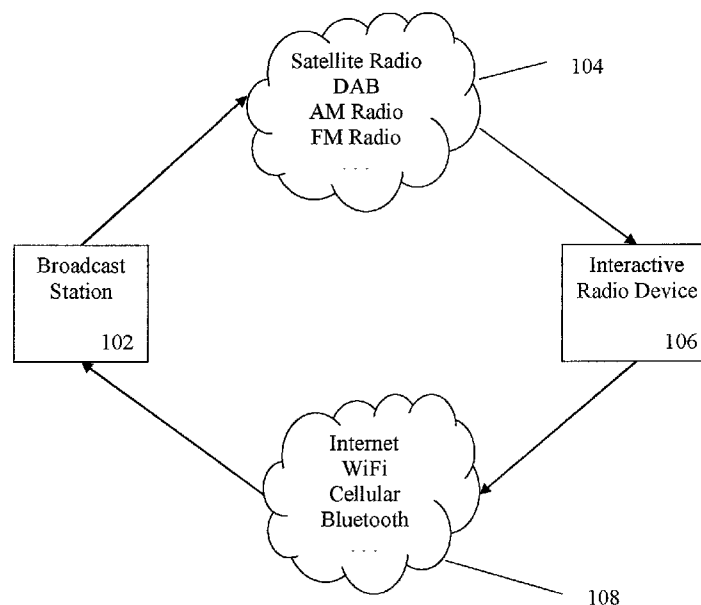 Satellite Radio
DAB
AM Radio
FM Radio
. . .
104
Broadcast
Station
102
Interactive
Radio Device
106
Internet
WiFi
Cellular
Bluetooth
. . .
108